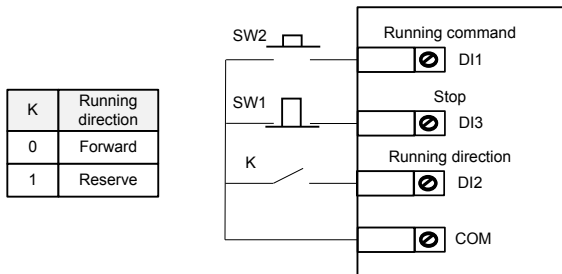 K Running direction
0 Forward
1 Reserve
SW2
Running command
DI1
SW1
Stop
DI3
K
Running direction
DI2
COM